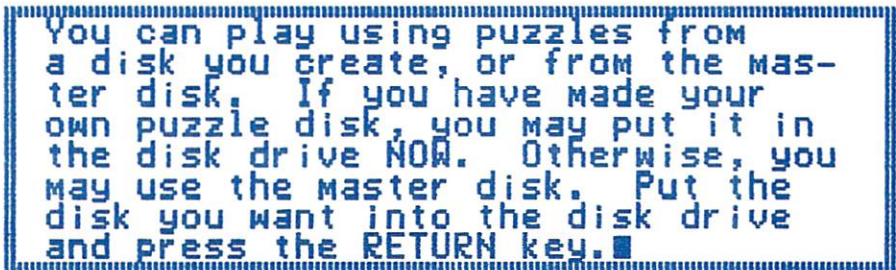 You can play using puzzles from
a disk you create, or from the mas-
ter disk. If you have made your
own puzzle disk, you may put it in
the disk drive NOW. Otherwise, you
may use the master disk. Put the
disk you want into the disk drive
and press the RETURN key.